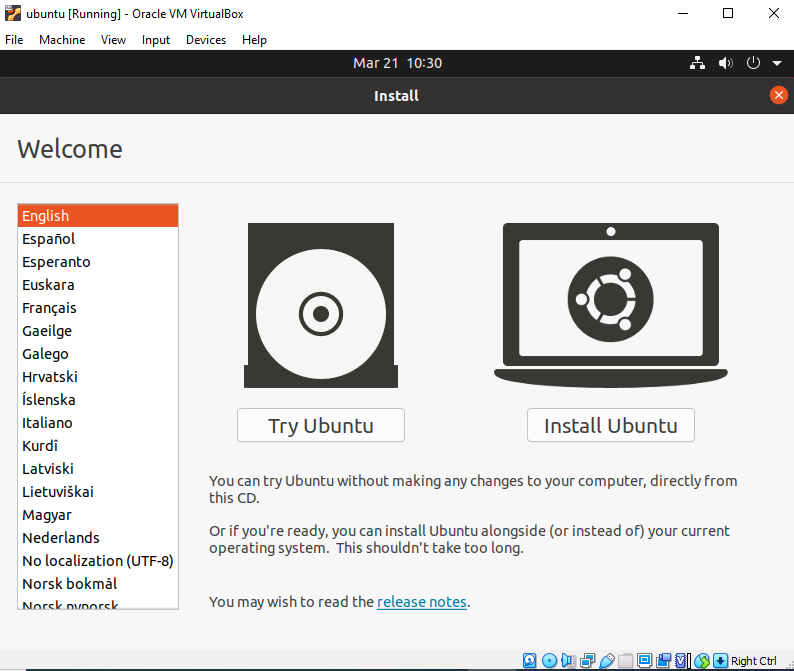 ubuntu [Running] - Oracle VM VirtualBox
File Machine View Input Devices Help
Mar 21 10:30
Install
Welcome
English
Español
Esperanto
Euskara
Français
Gaeilge
Galego
Hrvatski
Íslenska
Italiano
Kurdî
Latviski
Lietuviškai
Magyar
Nederlands
No localization (UTF-8)
Norsk bokmål
Norsk nynorsk
Try Ubuntu
Install Ubuntu
You can try Ubuntu without making any changes to your computer, directly from
this CD.
Or if you're ready, you can install Ubuntu alongside (or instead of) your current
operating system. This shouldn't take too long.
You may wish to read the release notes.
Right Ctrl